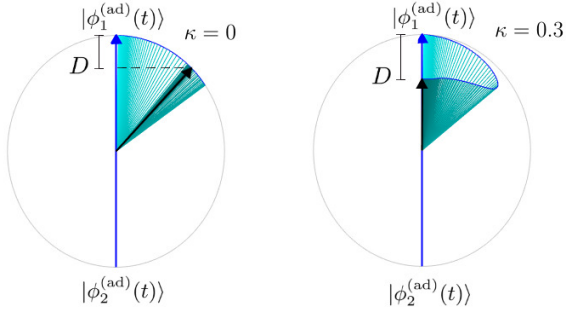 |ϕ₁⁽ᵃᵈ⁾(t)⟩
κ = 0
D
|ϕ₂⁽ᵃᵈ⁾(t)⟩
|ϕ₁⁽ᵃᵈ⁾(t)⟩
κ = 0.3
D
|ϕ₂⁽ᵃᵈ⁾(t)⟩